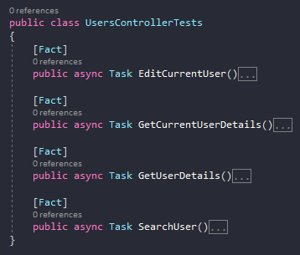 0 references
public class UsersControllerTests
{
[Fact]
0 references
public async Task EditCurrentUser()...
[Fact]
0 references
public async Task GetCurrentUserDetails()...
[Fact]
0 references
public async Task GetUserDetails()...
[Fact]
0 references
public async Task SearchUser()...
}